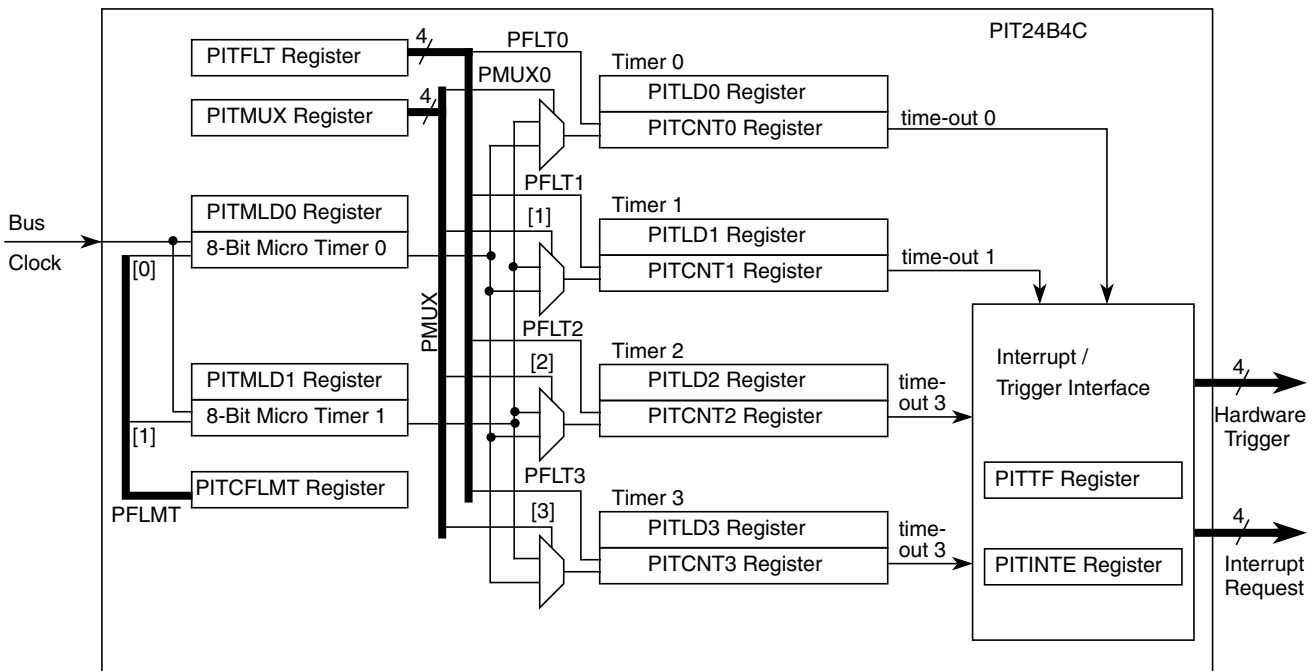 PIT24B4C
PITFLT Register
4
PFLT0
PMUX0
PITMUX Register
4
Timer 0
PITLD0 Register
PITCNT0 Register
time-out 0
Bus
Clock
PITMLD0 Register
8-Bit Micro Timer 0
[0]
PFLT1
[1]
Timer 1
PITLD1 Register
PITCNT1 Register
time-out 1
PMUX
PITMLD1 Register
8-Bit Micro Timer 1
[1]
PFLT2
[2]
Timer 2
PITLD2 Register
PITCNT2 Register
time-
out 3
PITCFLMT Register
PFLMT
PFLT3
[3]
Timer 3
PITLD3 Register
PITCNT3 Register
time-
out 3
Interrupt /
Trigger Interface
PITTF Register
PITINTE Register
4
Hardware
Trigger
4
Interrupt
Request